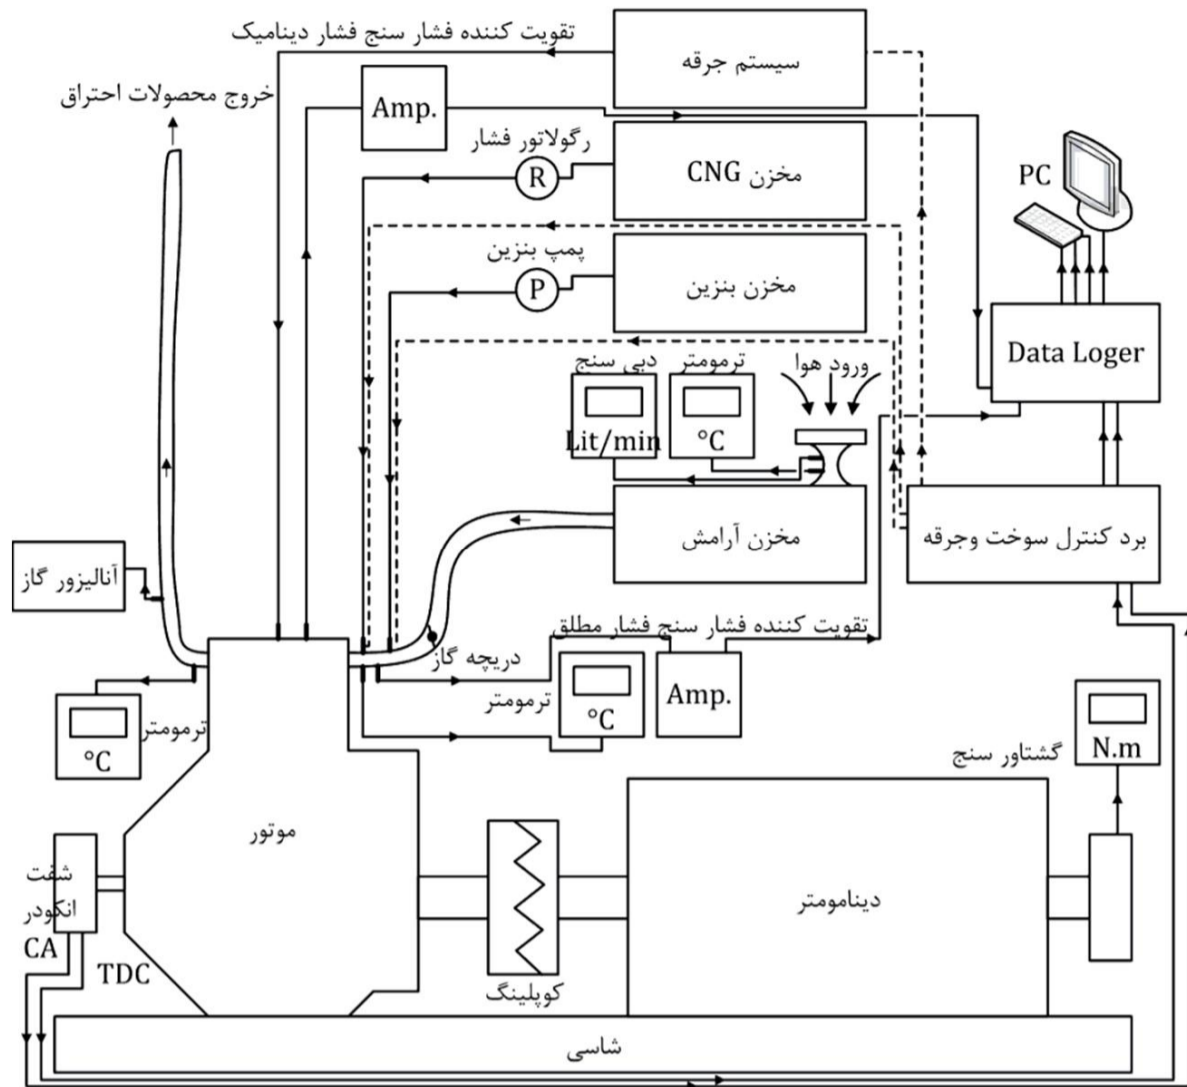 تقویت کننده فشار سنج فشار دینامیک
سیستم جرقه
خروج محصولات احتراق
Amp.
رگولاتور فشار
R
مخزن CNG
PC
پمپ بنزین
P
مخزن بنزین
Data Loger
دبی سنج
ترمومتر
ورود هوا
Lit/min
°C
مخزن آرامش
برد کنترل سوخت وجرقه
آنالیزور گاز
تقویت کننده فشار سنج فشار مطلق
دریچه گاز
ترمومتر
°C
Amp.
ترمومتر
°C
گشتاور سنج
N.m
موتور
شفت
انکودر
دینامومتر
CA
TDC
کوپلینگ
شاسی